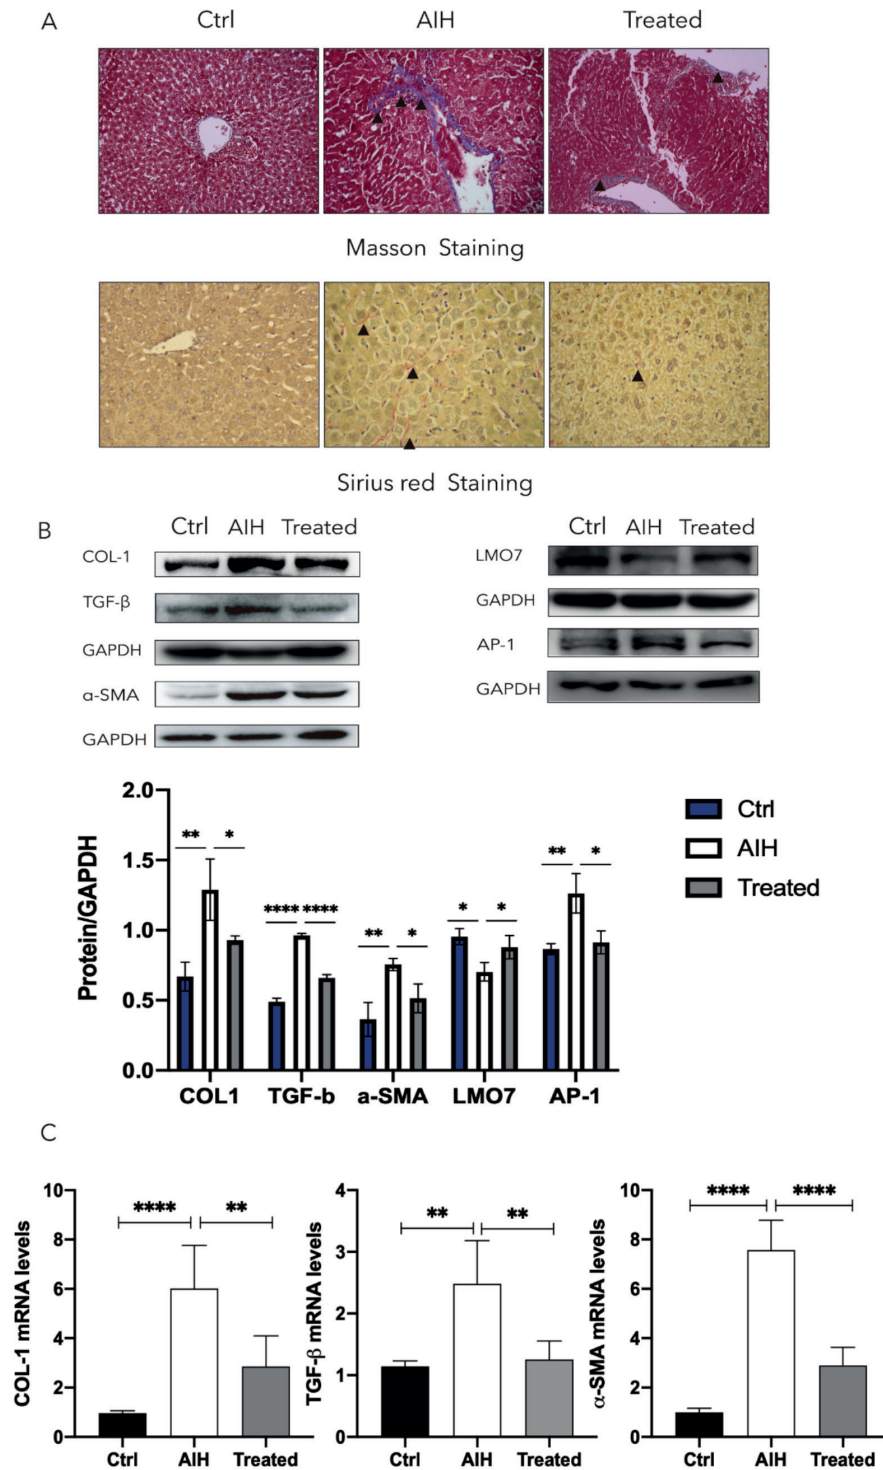 A
Ctrl AIH Treated
Masson Staining
Sirius red Staining
B
Ctrl AIH Treated
COL-1
TGF-β
GAPDH
α-SMA
GAPDH
Ctrl AIH Treated
LMO7
GAPDH
AP-1
GAPDH
Protein/GAPDH
2.0
1.5
1.0
0.5
0.0
** *
**** ****
** *
* *
** *
COL1 TGF-b a-SMA LMO7 AP-1
Ctrl
AIH
Treated
C
COL-1 mRNA levels
10
8
6
4
2
0
**** **
Ctrl AIH Treated
TGF-β mRNA levels
4
3
2
1
0
** **
Ctrl AIH Treated
α-SMA mRNA levels
10
8
6
4
2
0
**** ****
Ctrl AIH Treated